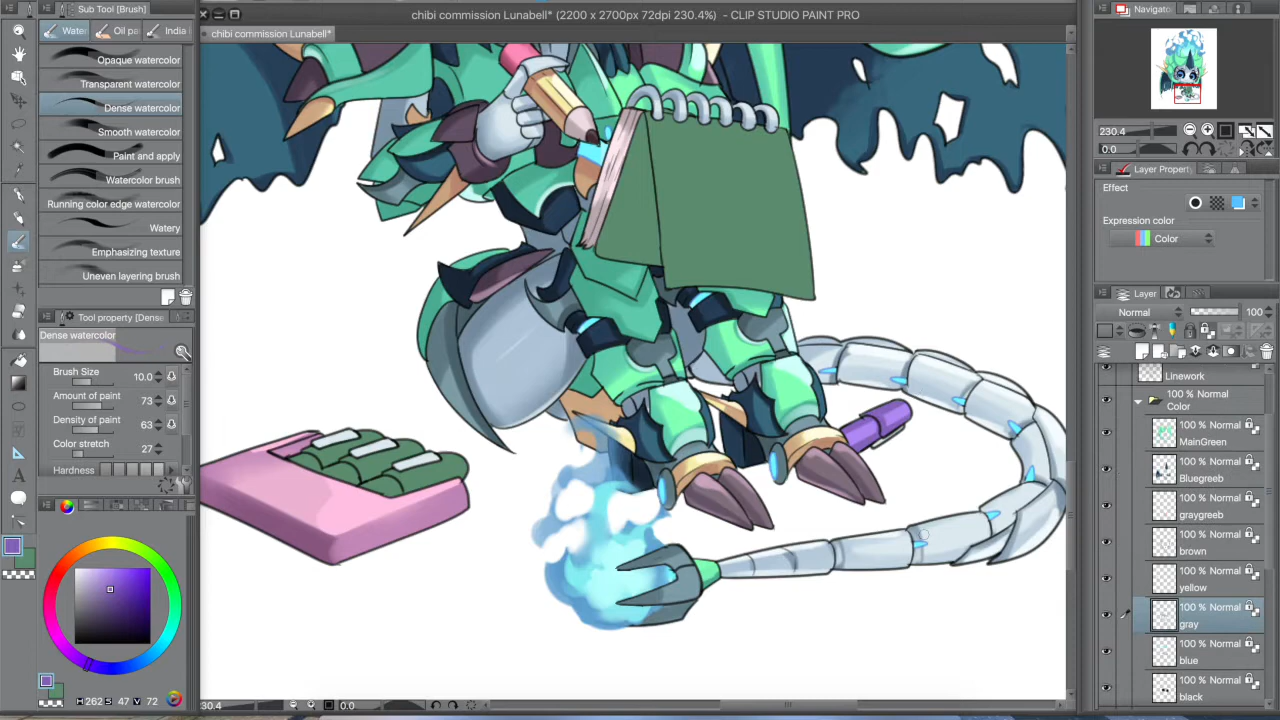 Sub Tool [Brush]
Water
Oil pa
India
Opaque watercolor
Transparent watercolor
Dense watercolor
Smooth watercolor
Paint and apply
Watercolor brush
Running color edge watercolor
Watery
Emphasizing texture
Uneven layering brush
Tool property [Dense
Dense watercolor
Brush Size 10.0
Amount of paint 73
Density of paint 63
Color stretch 27
Hardness
H 262 S 47 V 72
chibi commission Lunabell* (2200 x 2700px 72dpi 230.4%) - CLIP STUDIO PAINT PRO
chibi commission Lunabell*
30.4
0.0
Navigato
230.4
0.0
Layer Propert
Effect
Expression color
Color
Layer
Normal 100
Linework
100 % Normal
Color
100 % Normal
MainGreen
100 % Normal
Bluegreeb
100 % Normal
graygreeb
100 % Normal
brown
100 % Normal
yellow
100 % Normal
gray
100 % Normal
blue
100 % Normal
black